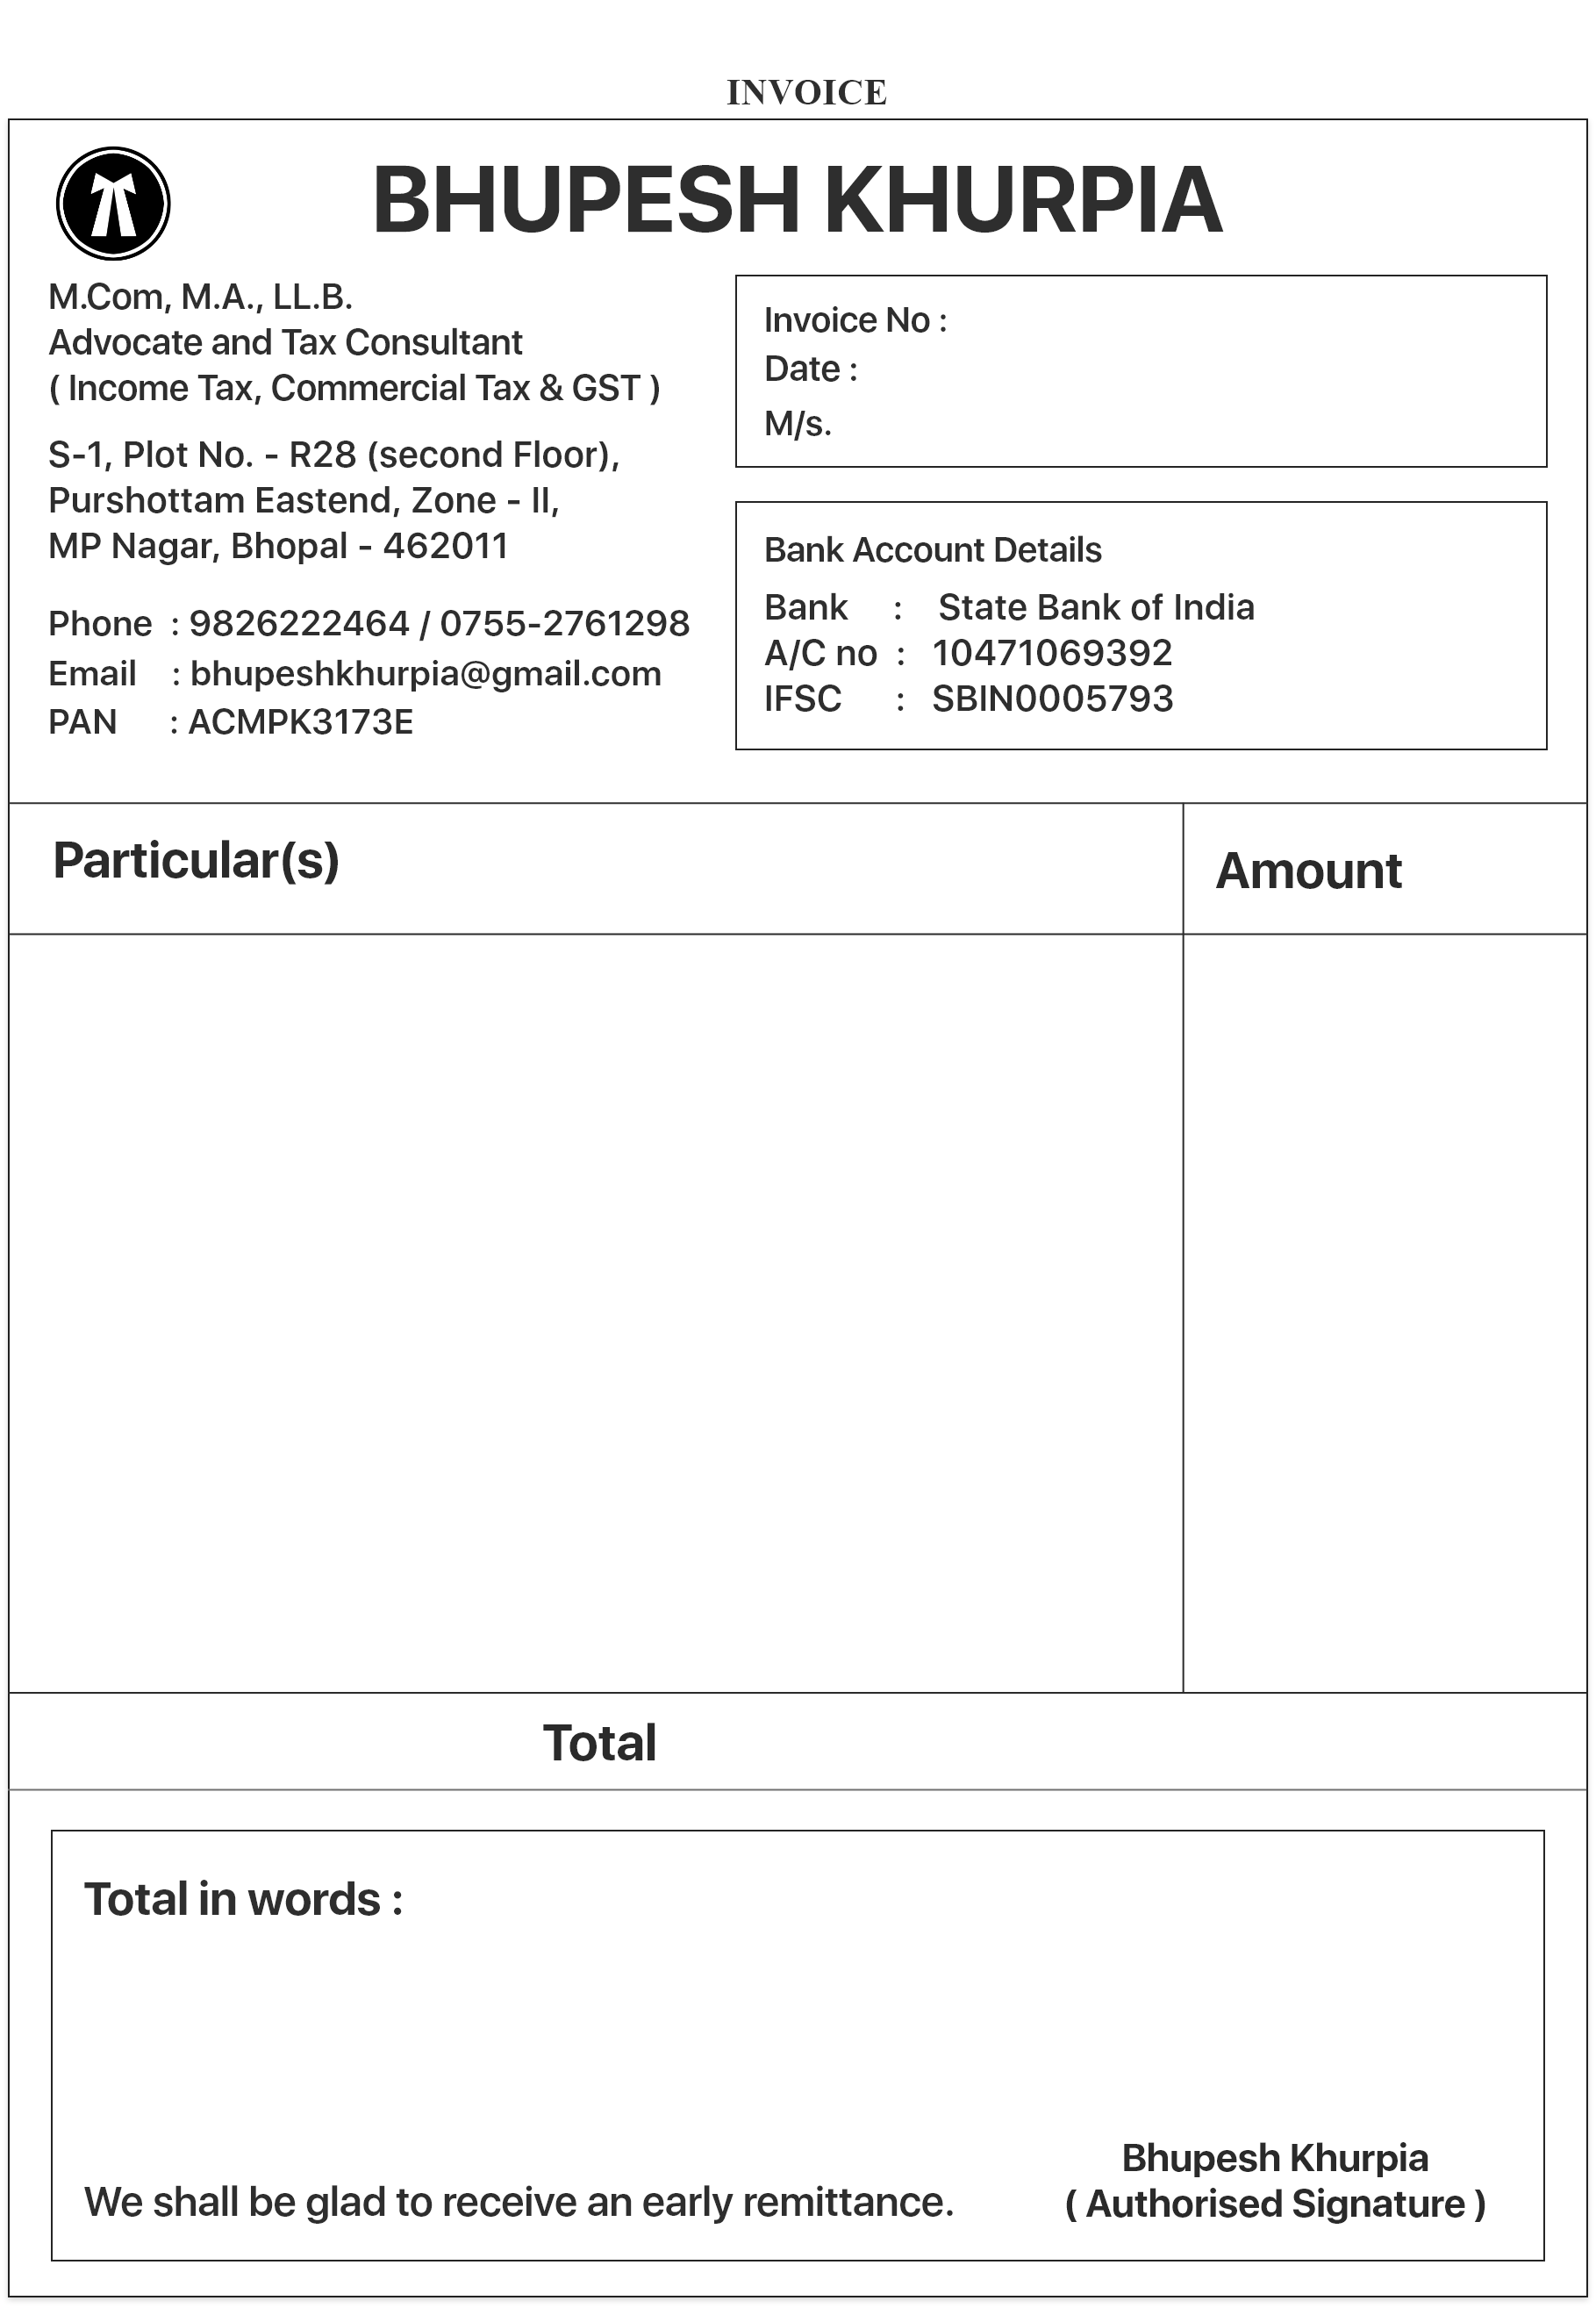 INVOICE
BHUPESH KHURPIA
M.Com, M.A., LL.B.
Advocate and Tax Consultant
( Income Tax, Commercial Tax & GST )
S-1, Plot No. - R28 (second Floor),
Purshottam Eastend, Zone - II,
MP Nagar, Bhopal - 462011
Phone : 9826222464 / 0755-2761298
Email : bhupeshkhurpia@gmail.com
PAN : ACMPK3173E
Invoice No :
Date :
M/s.
Bank Account Details
Bank : State Bank of India
A/C no : 10471069392
IFSC : SBIN0005793
Particular(s) Amount
Total
Total in words :
We shall be glad to receive an early remittance.
Bhupesh Khurpia
( Authorised Signature )